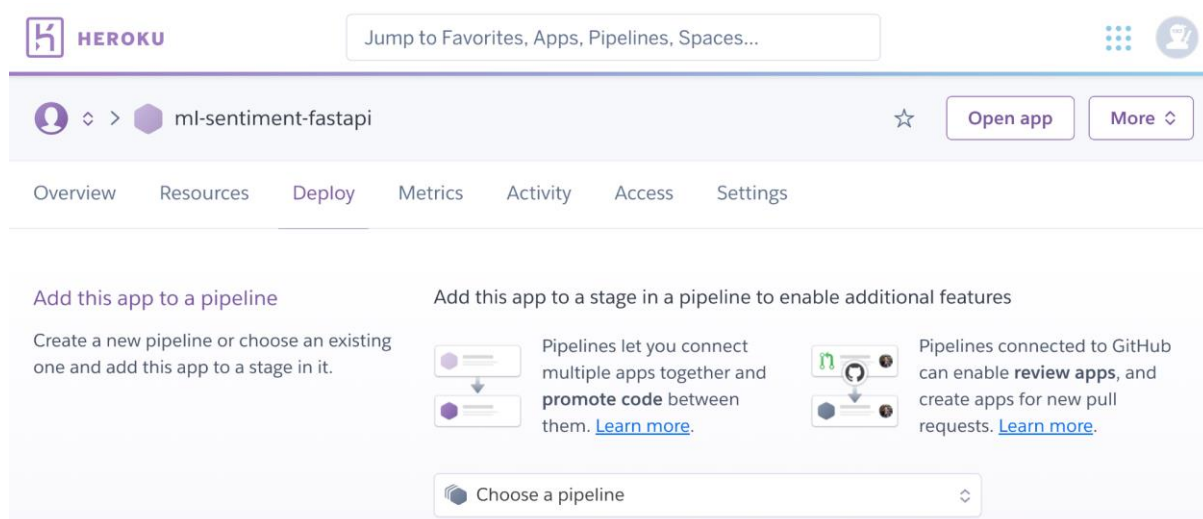 HEROKU
Jump to Favorites, Apps, Pipelines, Spaces...
ml-sentiment-fastapi
Open app
More
Overview Resources Deploy Metrics Activity Access Settings
Add this app to a pipeline
Create a new pipeline or choose an existing
one and add this app to a stage in it.
Add this app to a stage in a pipeline to enable additional features
Pipelines let you connect
multiple apps together and
promote code between
them. Learn more.
Pipelines connected to GitHub
can enable review apps, and
create apps for new pull
requests. Learn more.
Choose a pipeline